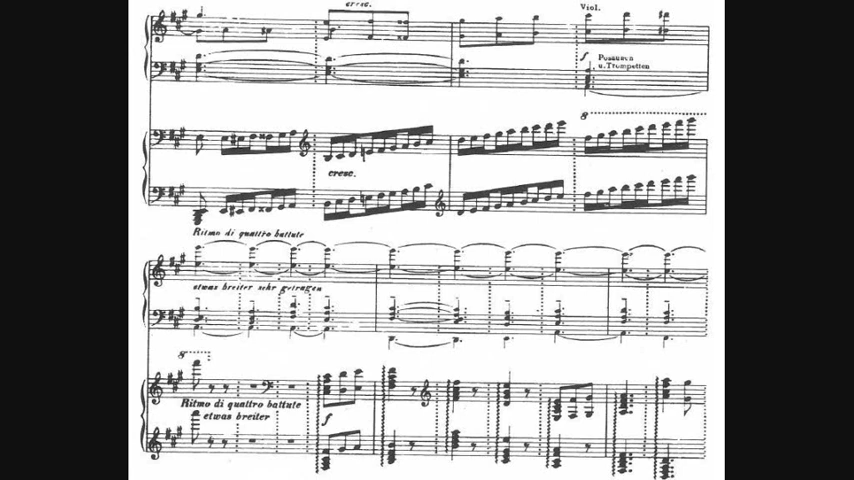 cresc.
Viol.
f Posaunen
u. Trompetten
8
cresc.
Ritmo di quattro battute
etwas breiter sehr getragen
8
Ritmo di quattro battute
etwas breiter
f